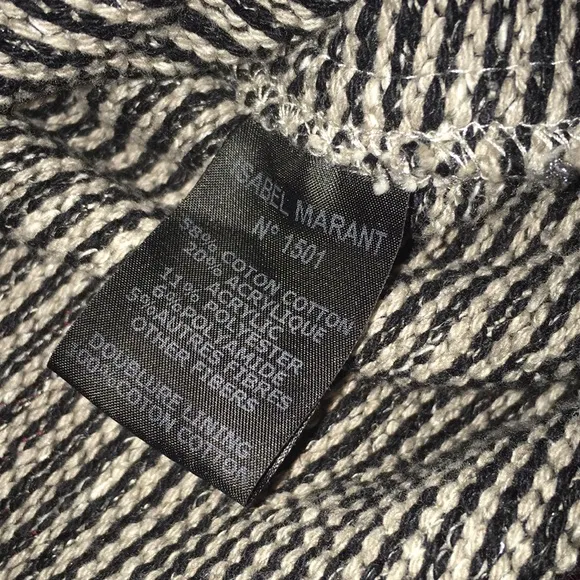 ISABEL MARANT
N° 1501
58% COTON COTTON
20% ACRYLIQUE
ACRYLIC
11% POLYESTER
6% POLYAMIDE
5% AUTRES FIBRES
OTHER FIBERS
DOUBLURE LINING
100% COTON COTTON